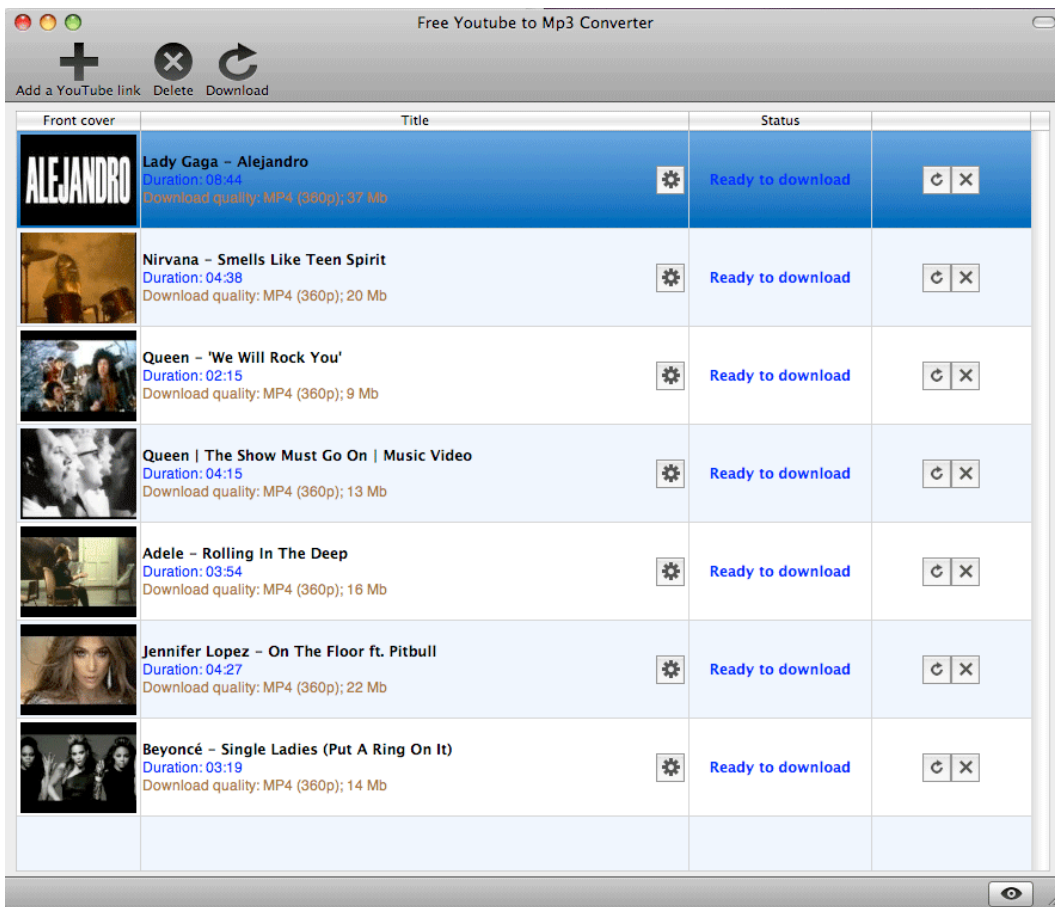 Free Youtube to Mp3 Converter
Add a YouTube link Delete Download
Front cover Title Status
ALEJANDRO
Lady Gaga – Alejandro
Duration: 08:44
Download quality: MP4 (360p); 37 Mb
Ready to download
Nirvana – Smells Like Teen Spirit
Duration: 04:38
Download quality: MP4 (360p); 20 Mb
Ready to download
Queen – 'We Will Rock You'
Duration: 02:15
Download quality: MP4 (360p); 9 Mb
Ready to download
Queen | The Show Must Go On | Music Video
Duration: 04:15
Download quality: MP4 (360p); 13 Mb
Ready to download
Adele – Rolling In The Deep
Duration: 03:54
Download quality: MP4 (360p); 16 Mb
Ready to download
Jennifer Lopez – On The Floor ft. Pitbull
Duration: 04:27
Download quality: MP4 (360p); 22 Mb
Ready to download
Beyoncé – Single Ladies (Put A Ring On It)
Duration: 03:19
Download quality: MP4 (360p); 14 Mb
Ready to download